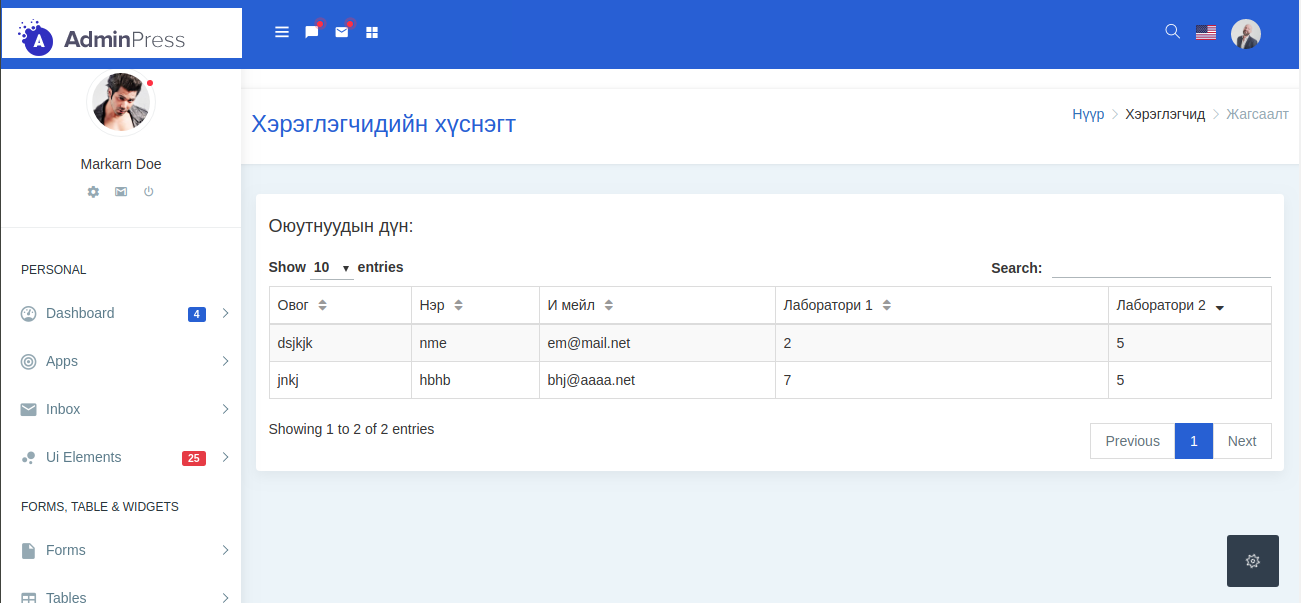 AdminPress
Markarn Doe
PERSONAL
Dashboard 4
Apps
Inbox
Ui Elements 25
FORMS, TABLE & WIDGETS
Forms
Tables
Хэрэглэгчидийн хүснэгт
Нүүр Хэрэглэгчид Жагсаалт
Оюутнуудын дүн:
Show 10 entries Search:
Овог Нэр И мейл Лаборатори 1 Лаборатори 2
dsjkjk nme em@mail.net 2 5
jnkj hbhb bhj@aaaa.net 7 5
Showing 1 to 2 of 2 entries
Previous 1 Next